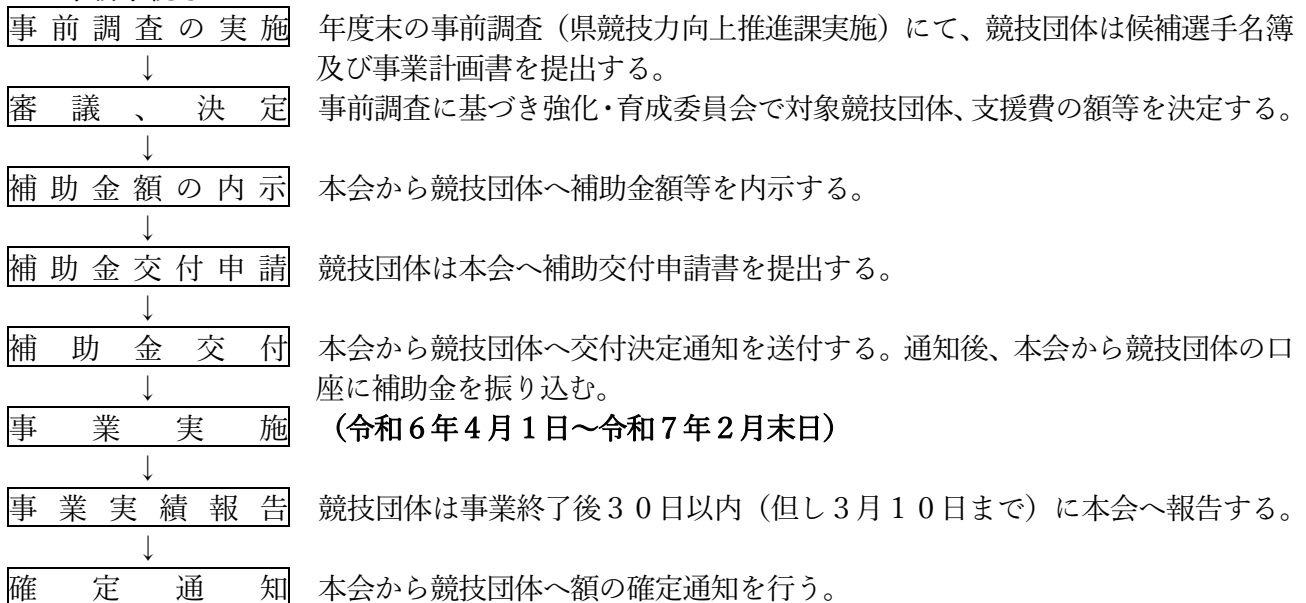 事前調査の実施 年度末の事前調査(県競技力向上推進課実施)にて、競技団体は候補選手名簿
↓ 及び事業計画書を提出する。
審議、決定 事前調査に基づき強化・育成委員会で対象競技団体、支援費の額等を決定する。
↓
補助金額の内示 本会から競技団体へ補助金額等を内示する。
↓
補助金交付申請 競技団体は本会へ補助交付申請書を提出する。
↓
補助金交付 本会から競技団体へ交付決定通知を送付する。通知後、本会から競技団体の口
↓ 座に補助金を振り込む。
事業実施 (令和6年4月1日~令和7年2月末日)
↓
事業実績報告 競技団体は事業終了後30日以内(但し3月10日まで)に本会へ報告する。
↓
確定通知 本会から競技団体へ額の確定通知を行う。